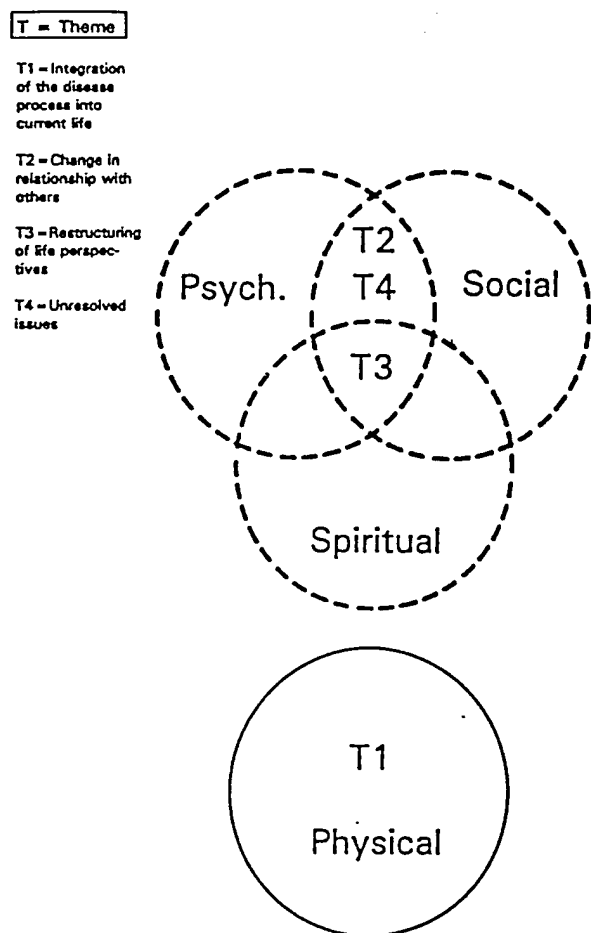 T = Theme
T1 = Integration
of the disease
process into
current life
T2 = Change in
relationship with
others
T3 = Restructuring
of life perspec-
tives
T4 = Unresolved
issues
Psych.
T2
T4
Social
T3
Spiritual
T1
Physical